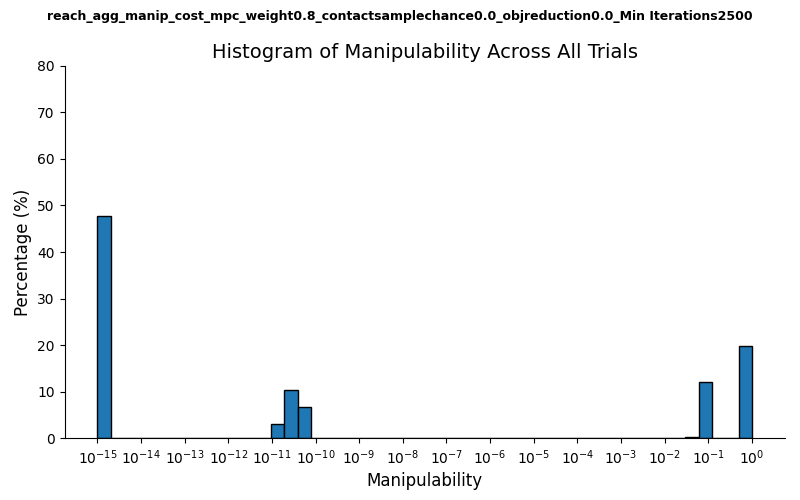 reach_agg_manip_cost_mpc_weight0.8_contactsamplechance0.0_objreduction0.0_Min Iterations2500
Histogram of Manipulability Across All Trials
80
70
60
50
40
30
20
10
0
Percentage (%)
10⁻¹⁵ 10⁻¹⁴ 10⁻¹³ 10⁻¹² 10⁻¹¹ 10⁻¹⁰ 10⁻⁹ 10⁻⁸ 10⁻⁷ 10⁻⁶ 10⁻⁵ 10⁻⁴ 10⁻³ 10⁻² 10⁻¹ 10⁰
Manipulability